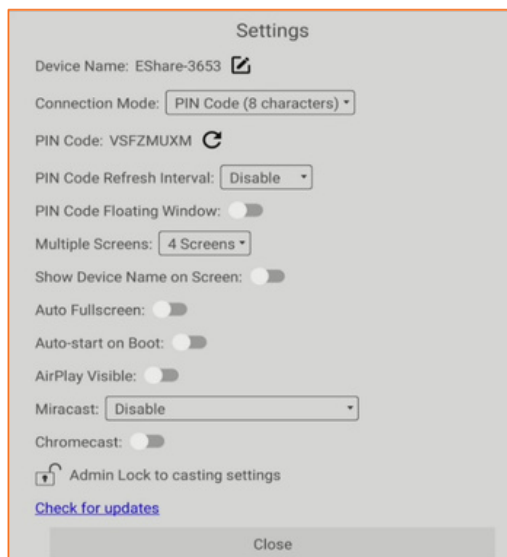 Settings
Device Name: EShare-3653
Connection Mode: PIN Code (8 characters)
PIN Code: VSFZMUXM
PIN Code Refresh Interval: Disable
PIN Code Floating Window:
Multiple Screens: 4 Screens
Show Device Name on Screen:
Auto Fullscreen:
Auto-start on Boot:
AirPlay Visible:
Miracast: Disable
Chromecast:
Admin Lock to casting settings
Check for updates
Close